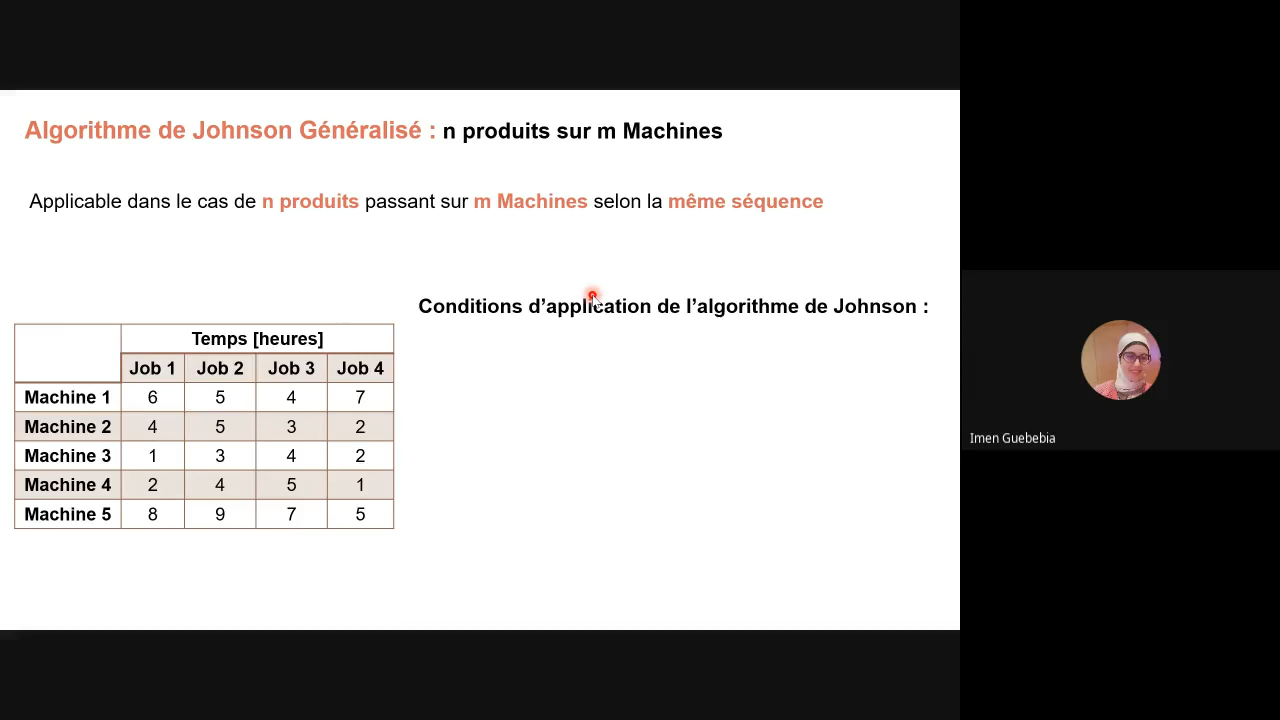 Algorithme de Johnson Généralisé : n produits sur m Machines
Applicable dans le cas de n produits passant sur m Machines selon la même séquence
Conditions d’application de l’algorithme de Johnson :
Temps [heures]
Job 1 Job 2 Job 3 Job 4
Machine 1 6 5 4 7
Machine 2 4 5 3 2
Machine 3 1 3 4 2
Machine 4 2 4 5 1
Machine 5 8 9 7 5
Imen Guebebia